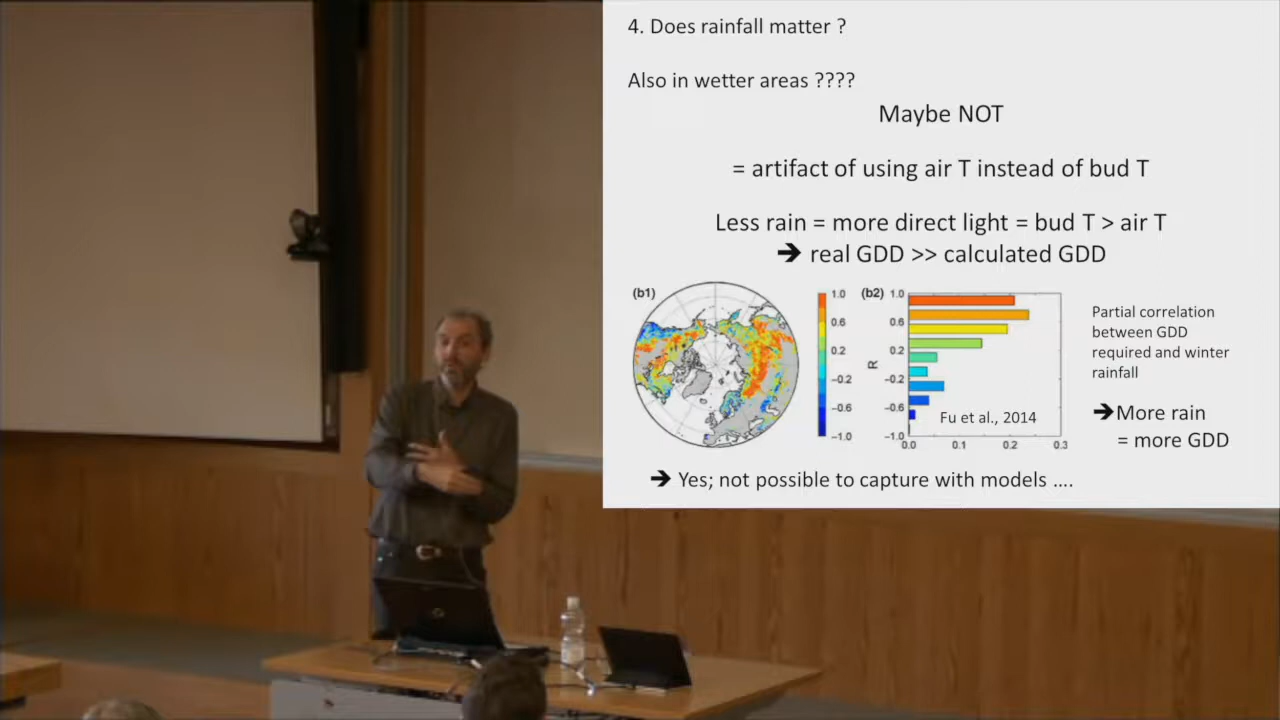 4. Does rainfall matter ?
Also in wetter areas ????
Maybe NOT
= artifact of using air T instead of bud T
Less rain = more direct light = bud T > air T
➔ real GDD >> calculated GDD
(b1)
1.0
0.6
0.2
−0.2
−0.6
−1.0
(b2)
R
1.0
0.6
0.2
−0.2
−0.6
−1.0
0.0 0.1 0.2 0.3
Fu et al., 2014
Partial correlation
between GDD
required and winter
rainfall
➔ More rain
= more GDD
➔ Yes; not possible to capture with models ....